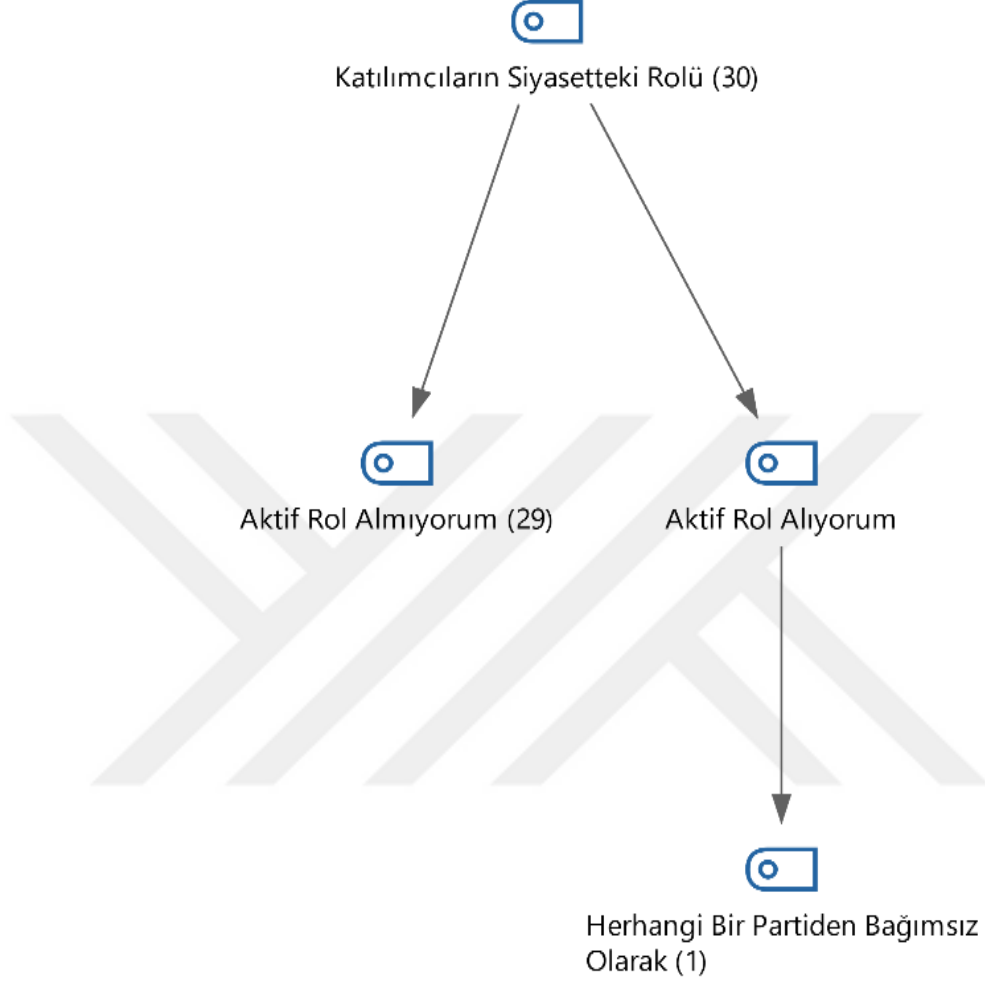 Katılımcıların Siyasetteki Rolü (30)
Aktif Rol Almıyorum (29)
Aktif Rol Alıyorum
Herhangi Bir Partiden Bağımsız
Olarak (1)